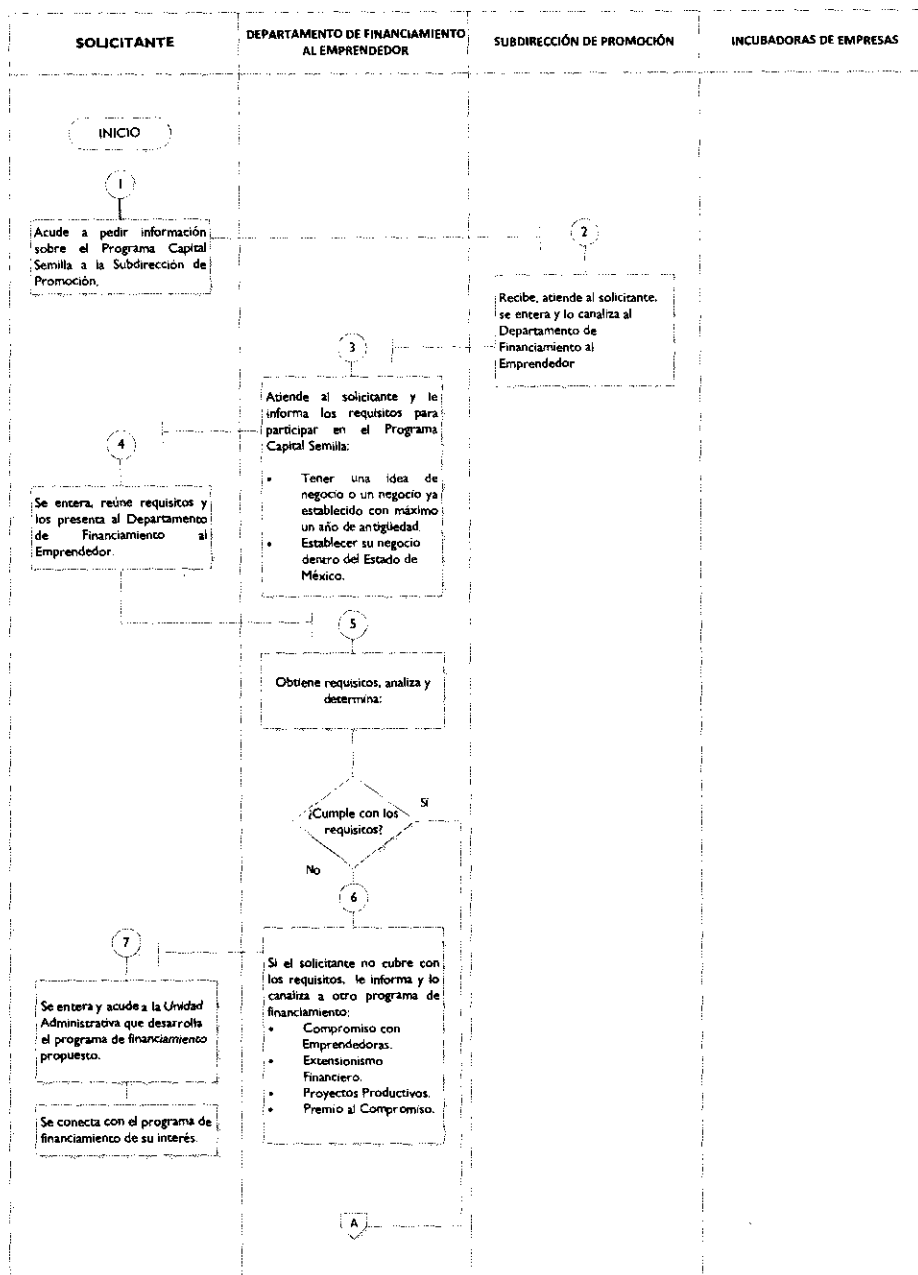 SOLICITANTE
DEPARTAMENTO DE FINANCIAMIENTO
AL EMPRENDEDOR
SUBDIRECCIÓN DE PROMOCIÓN
INCUBADORAS DE EMPRESAS
INICIO
1
Acude a pedir información
sobre el Programa Capital
Semilla a la Subdirección de
Promoción.
2
Recibe, atiende al solicitante,
se entera y lo canaliza al
Departamento de
Financiamiento al
Emprendedor
3
Atiende al solicitante y le
informa los requisitos para
participar en el Programa
Capital Semilla:
• Tener una idea de
negocio o un negocio ya
establecido con máximo
un año de antigüedad.
• Establecer su negocio
dentro del Estado de
México.
4
Se entera, reúne requisitos y
los presenta al Departamento
de Financiamiento al
Emprendedor.
5
Obtiene requisitos, analiza y
determina:
¿Cumple con los
requisitos?
Sí
No
6
Si el solicitante no cubre con
los requisitos, le informa y lo
canaliza a otro programa de
financiamiento:
• Compromiso con
Emprendedoras.
• Extensionismo
Financiero.
• Proyectos Productivos.
• Premio al Compromiso.
7
Se entera y acude a la Unidad
Administrativa que desarrolla
el programa de financiamiento
propuesto.
Se conecta con el programa de
financiamiento de su interés.
A